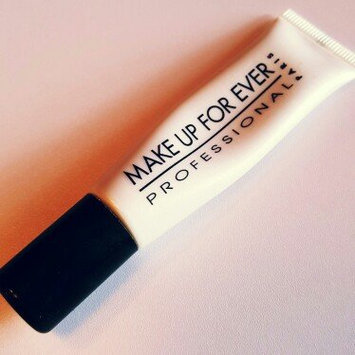 MAKE UP FOR EVER
PROFESSIONAL